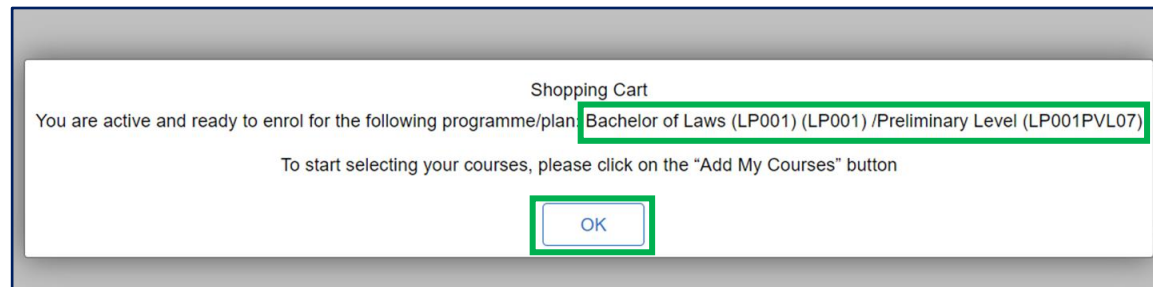 Shopping Cart
You are active and ready to enrol for the following programme/plan: Bachelor of Laws (LP001) (LP001) /Preliminary Level (LP001PVL07)
To start selecting your courses, please click on the “Add My Courses” button
OK